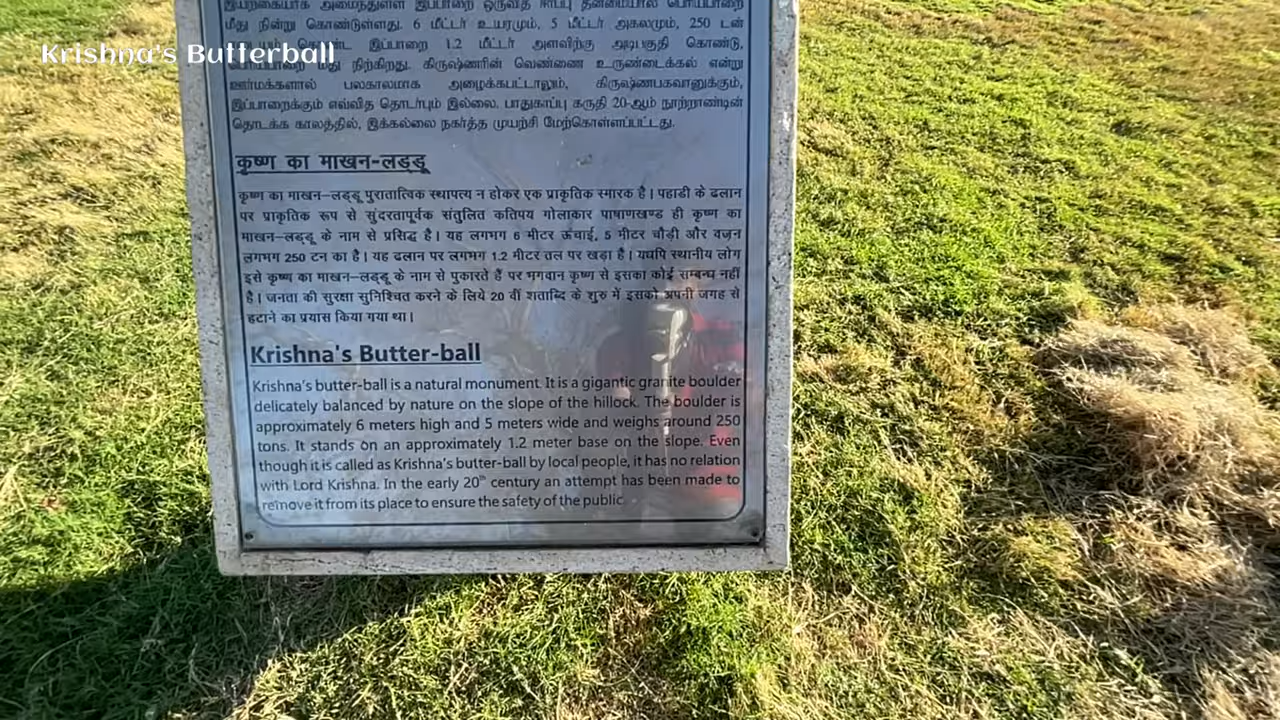 மீது நின்று கொண்டுள்ளது. 6 மீட்டர் உயரமும், 5 மீட்டர் அகலமும், 250 டன்
Krishna's Butterball
இப்பாறை 1.2 மீட்டர் அளவிற்கு அடிபகுதி கொண்டு,
மீது நிற்கிறது. கிருஷ்ணரின் வெண்ணை உருண்டைக்கல் என்று
ஊர்மக்களால் பலகாலமாக அழைக்கபட்டாலும், கிருஷ்ணபகவானுக்கும்,
இப்பாறைக்கும் எவ்வித தொடர்பும் இல்லை. பாதுகாப்பு கருதி 20-ஆம் நூற்றாண்டின்
தொடக்க காலத்தில், இக்கல்லை நகர்த்த முயற்சி மேற்கொள்ளப்பட்டது.
कृष्ण का माखन-लड्डू
कृष्ण का माखन–लड्डू पुरातात्विक स्थापत्य न होकर एक प्राकृतिक स्मारक है। पहाडी के ढलान
पर प्राकृतिक रूप से सुंदरतापूर्वक संतुलित कतिपय गोलाकार पाषाणखण्ड ही कृष्ण का
माखन–लड्डू के नाम से प्रसिद्ध है। यह लगभग 6 मीटर ऊंचाई, 5 मीटर चौड़ी और वज़न
लगभग 250 टन का है। यह ढलान पर लगभग 1.2 मीटर तल पर खड़ा है। यद्यपि स्थानीय लोग
इसे कृष्ण का माखन–लड्डू के नाम से पुकारते हैं पर भगवान कृष्ण से इसका कोई सम्बन्ध नहीं
है। जनता की सुरक्षा सुनिश्चित करने के लिये 20 वीं शताब्दि के शुरु में इसको अपनी जगह से
हटाने का प्रयास किया गया था।
Krishna's Butter-ball
Krishna's butter-ball is a natural monument. It is a gigantic granite boulder
delicately balanced by nature on the slope of the hillock. The boulder is
approximately 6 meters high and 5 meters wide and weighs around 250
tons. It stands on an approximately 1.2 meter base on the slope. Even
though it is called as Krishna's butter-ball by local people, it has no relation
with Lord Krishna. In the early 20th century an attempt has been made to
remove it from its place to ensure the safety of the public